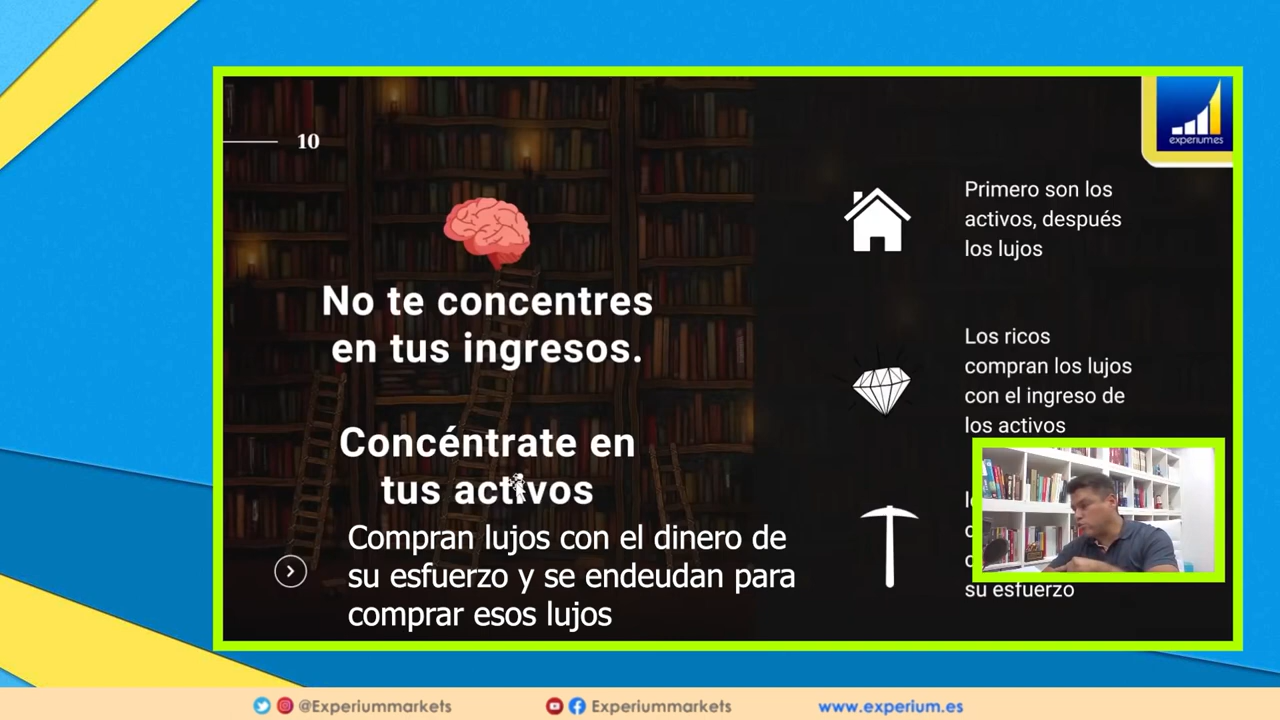 10
experiumes
No te concentres
en tus ingresos.
Concéntrate en
tus activos
Compran lujos con el dinero de
su esfuerzo y se endeudan para
comprar esos lujos
Primero son los
activos, después
los lujos
Los ricos
compran los lujos
con el ingreso de
los activos
su esfuerzo
@Experiummarkets
Experiummarkets
www.experium.es